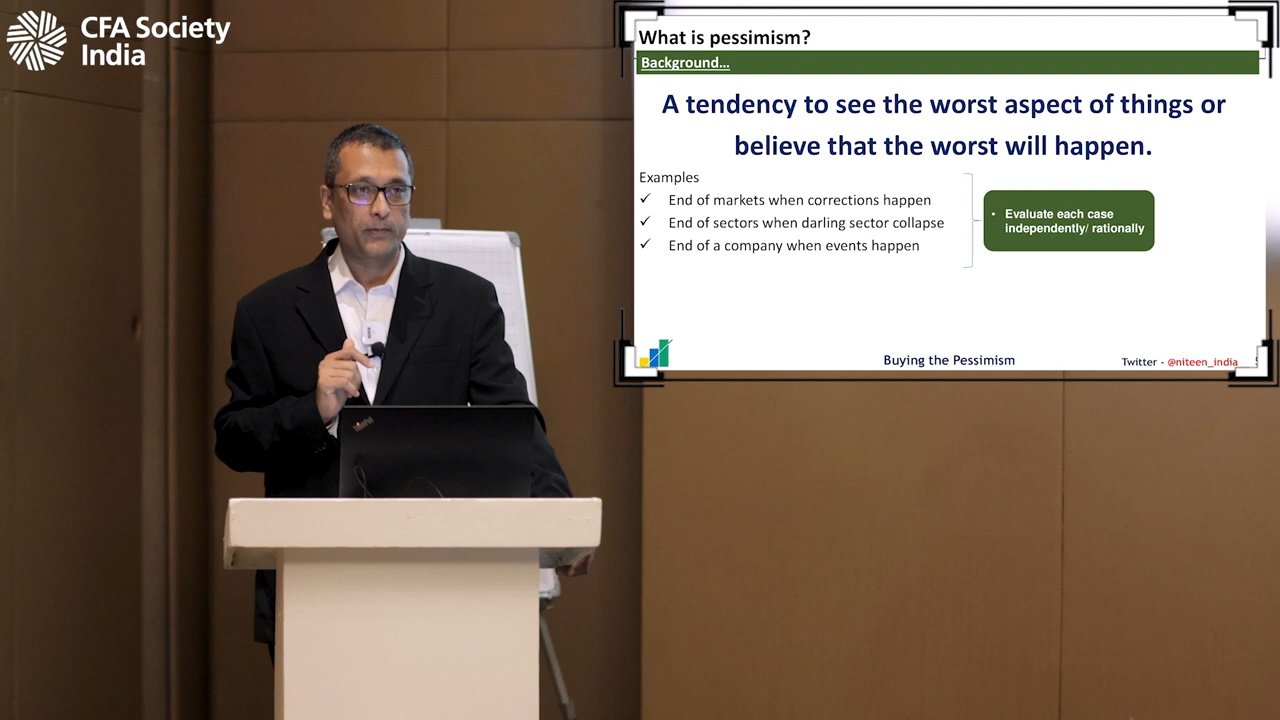 CFA Society
India
What is pessimism?
Background...
A tendency to see the worst aspect of things or
believe that the worst will happen.
Examples
✓ End of markets when corrections happen
✓ End of sectors when darling sector collapse
✓ End of a company when events happen
• Evaluate each case
independently/ rationally
Buying the Pessimism
Twitter - @niteen_india